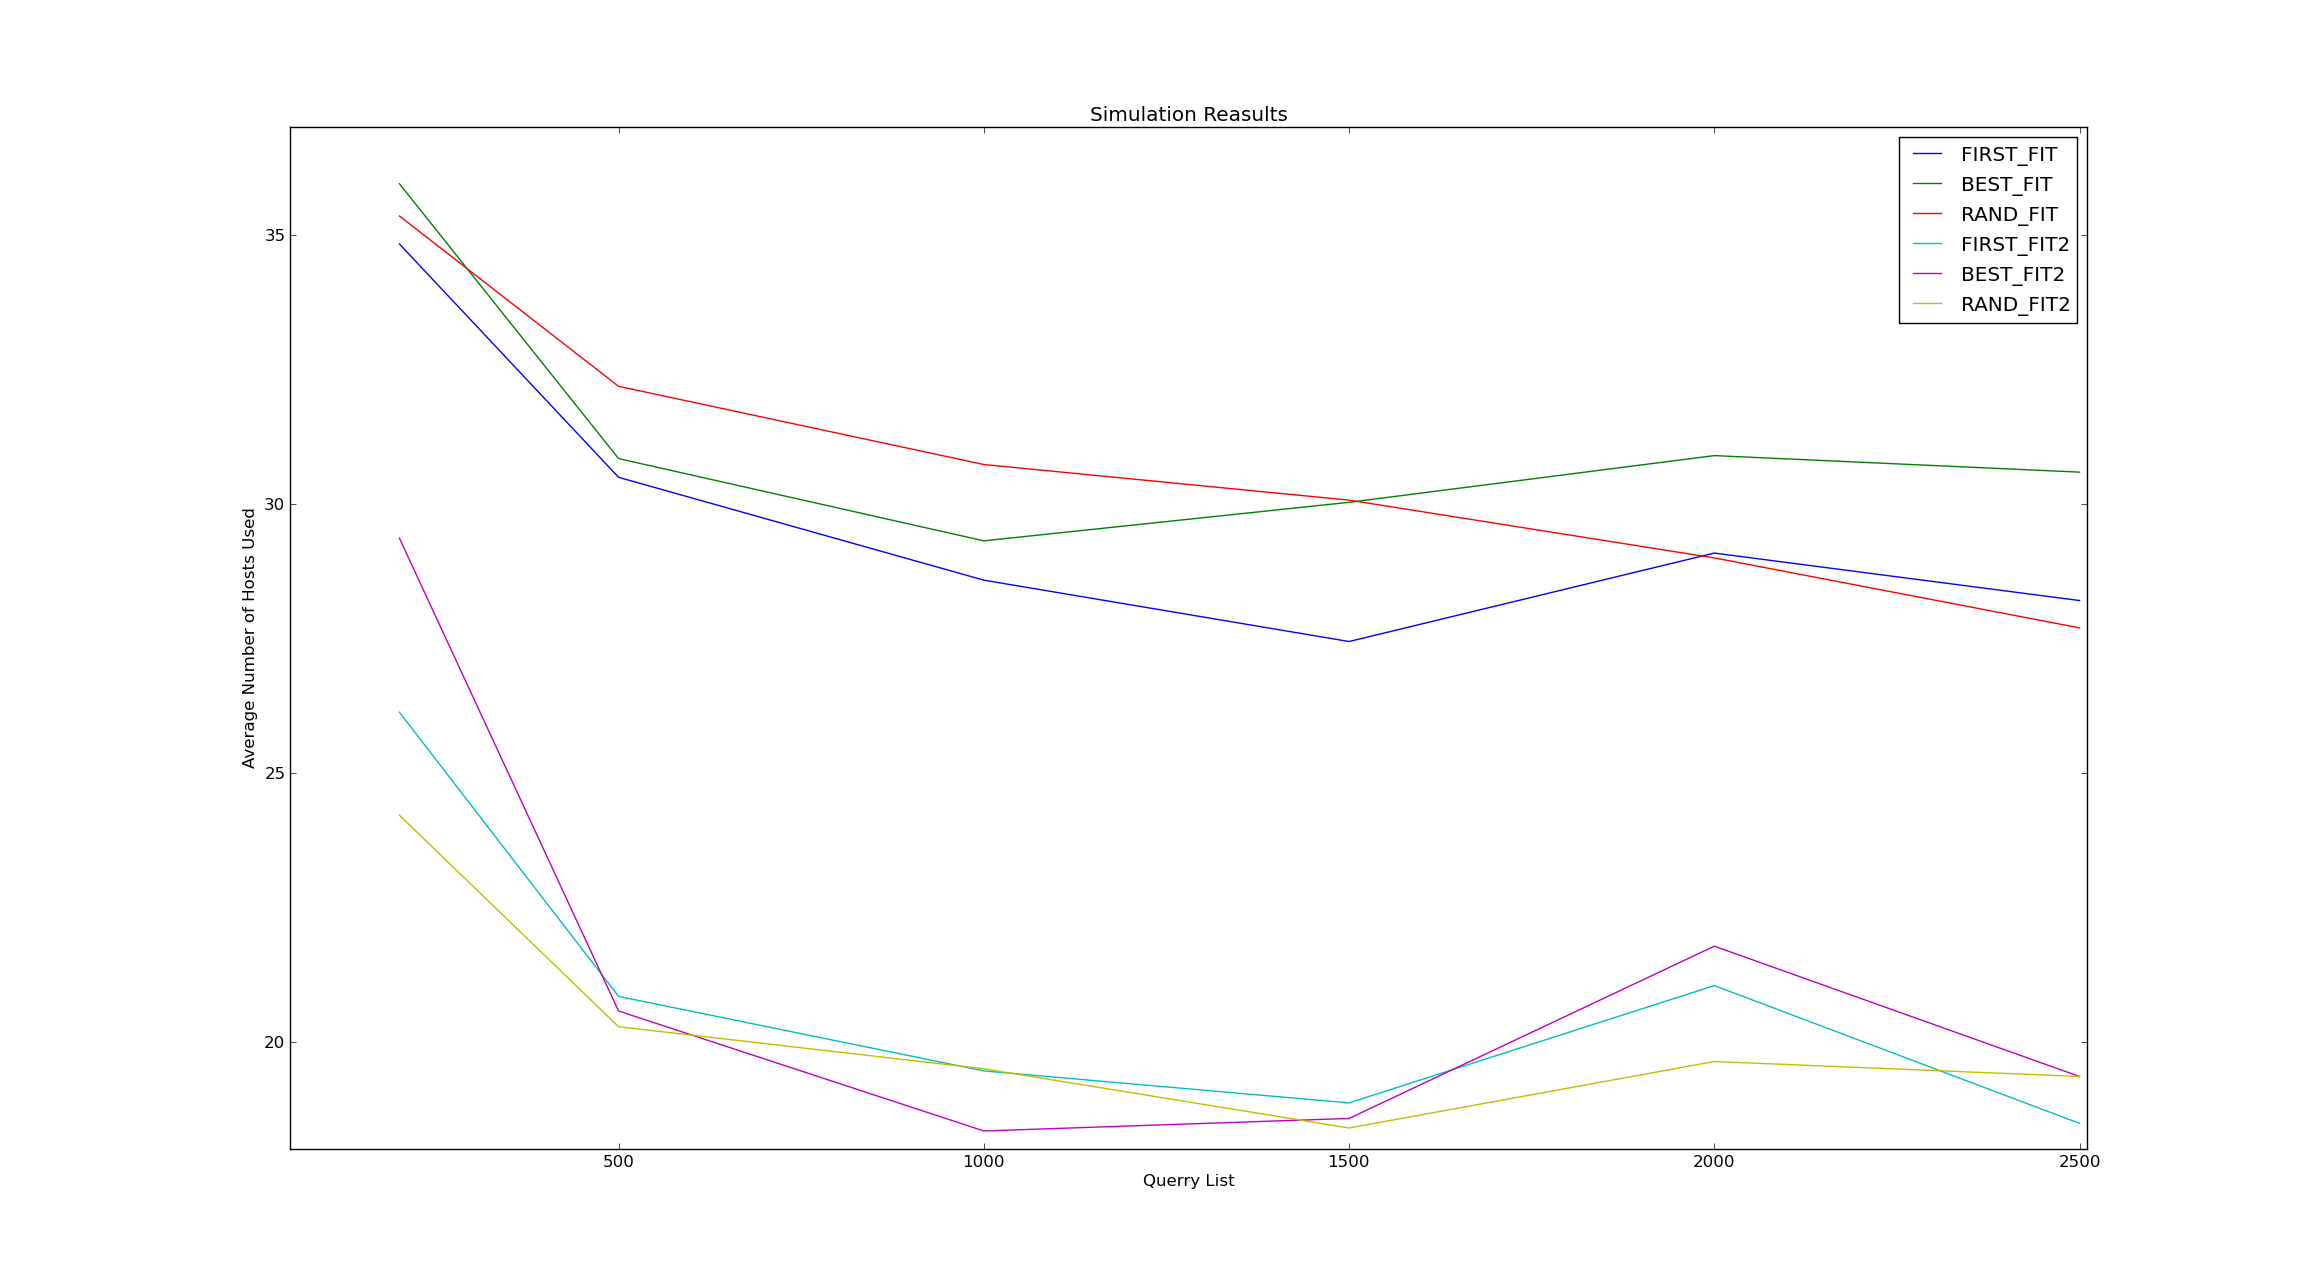 Simulation Reasults
FIRST_FIT
BEST_FIT
RAND_FIT
FIRST_FIT2
BEST_FIT2
RAND_FIT2
35
30
25
20
Average Number of Hosts Used
500 1000 1500 2000 2500
Querry List